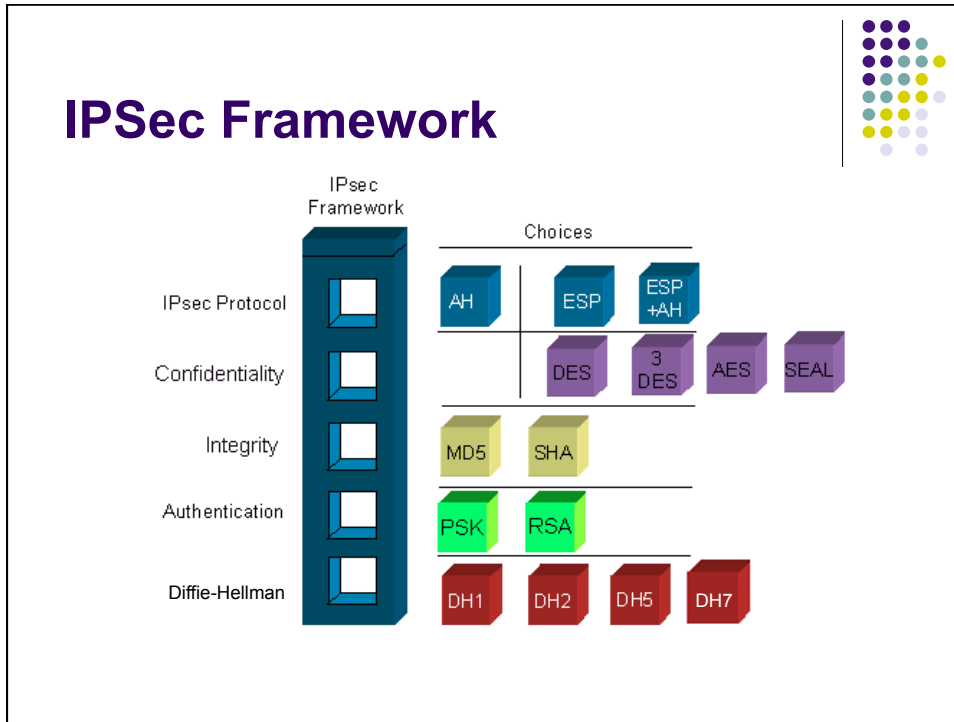 IPSec Framework
IPsec
Framework
Choices
IPsec Protocol
AH
ESP
ESP
+AH
Confidentiality
DES
3
DES
AES
SEAL
Integrity
MD5
SHA
Authentication
PSK
RSA
Diffie-Hellman
DH1
DH2
DH5
DH7